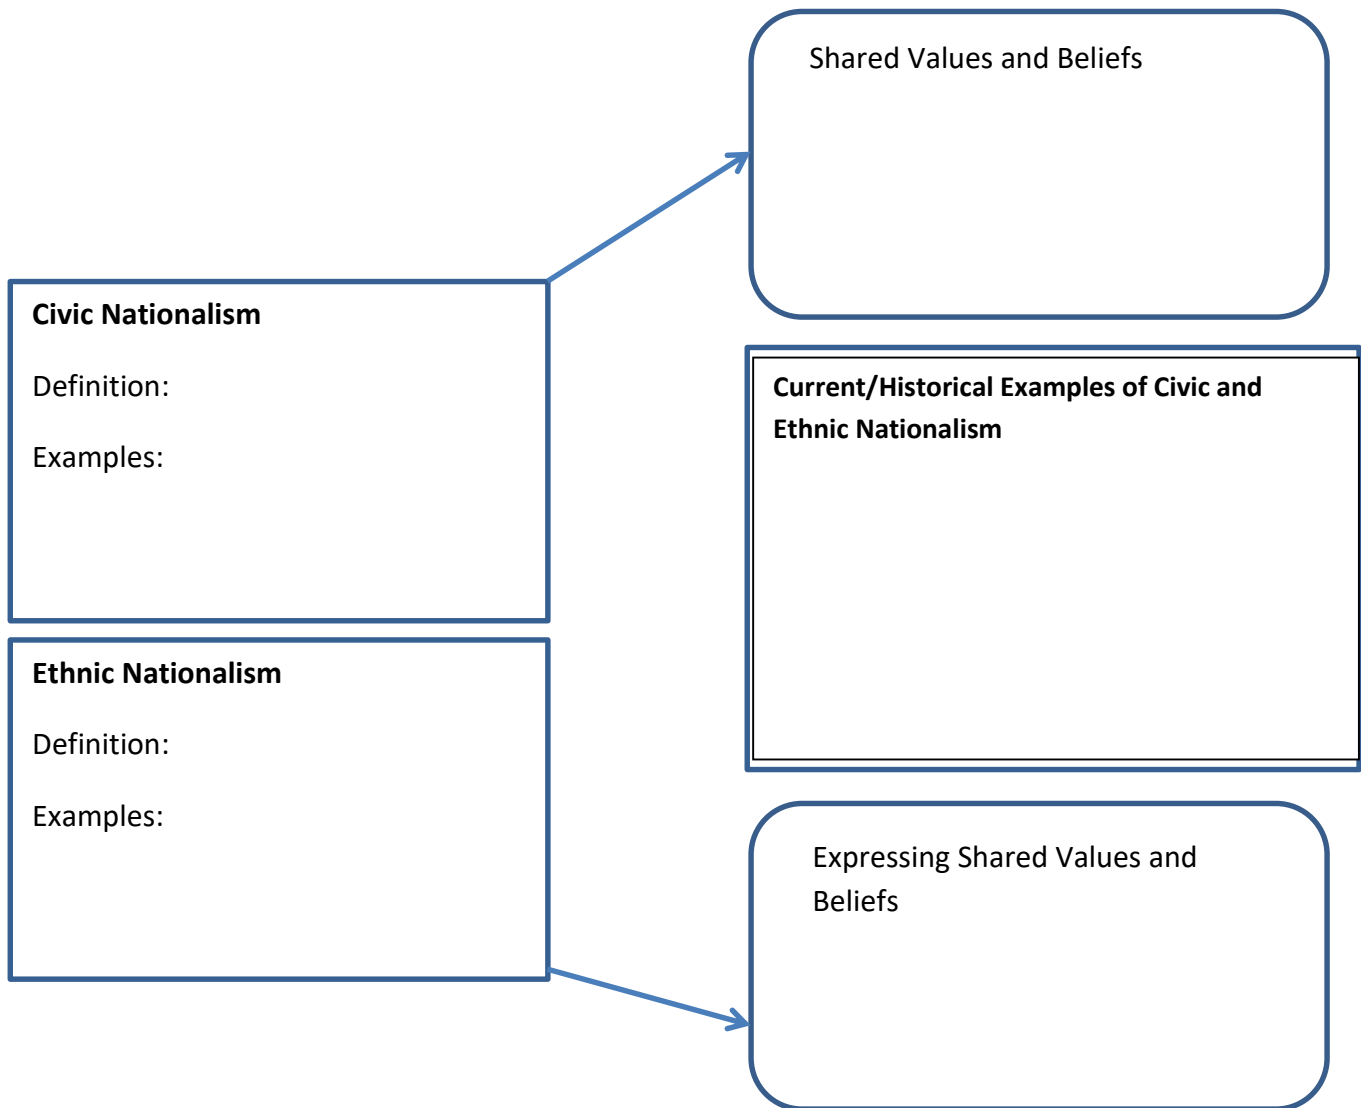 Shared Values and Beliefs
Civic Nationalism
Definition:
Examples:
Current/Historical Examples of Civic and
Ethnic Nationalism
Ethnic Nationalism
Definition:
Examples:
Expressing Shared Values and
Beliefs